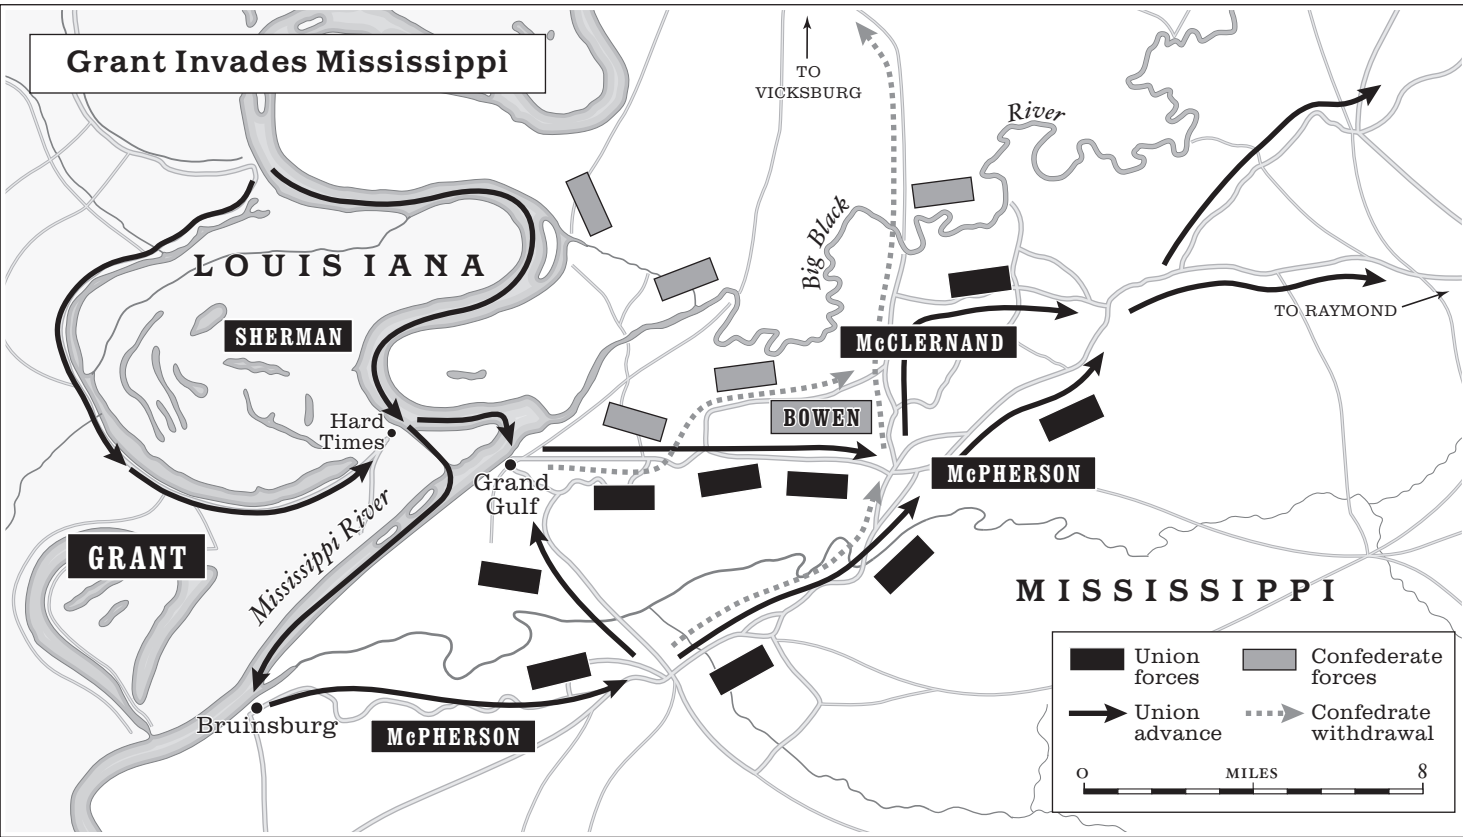 Grant Invades Mississippi
TO
VICKSBURG
River
Big Black
LOUISIANA
SHERMAN
McCLERNAND
TO RAYMOND
Hard
Times
BOWEN
Grand
Gulf
McPHERSON
GRANT
Mississippi River
MISSISSIPPI
Bruinsburg
McPHERSON
Union
forces
Confederate
forces
Union
advance
Confedrate
withdrawal
0 MILES 8